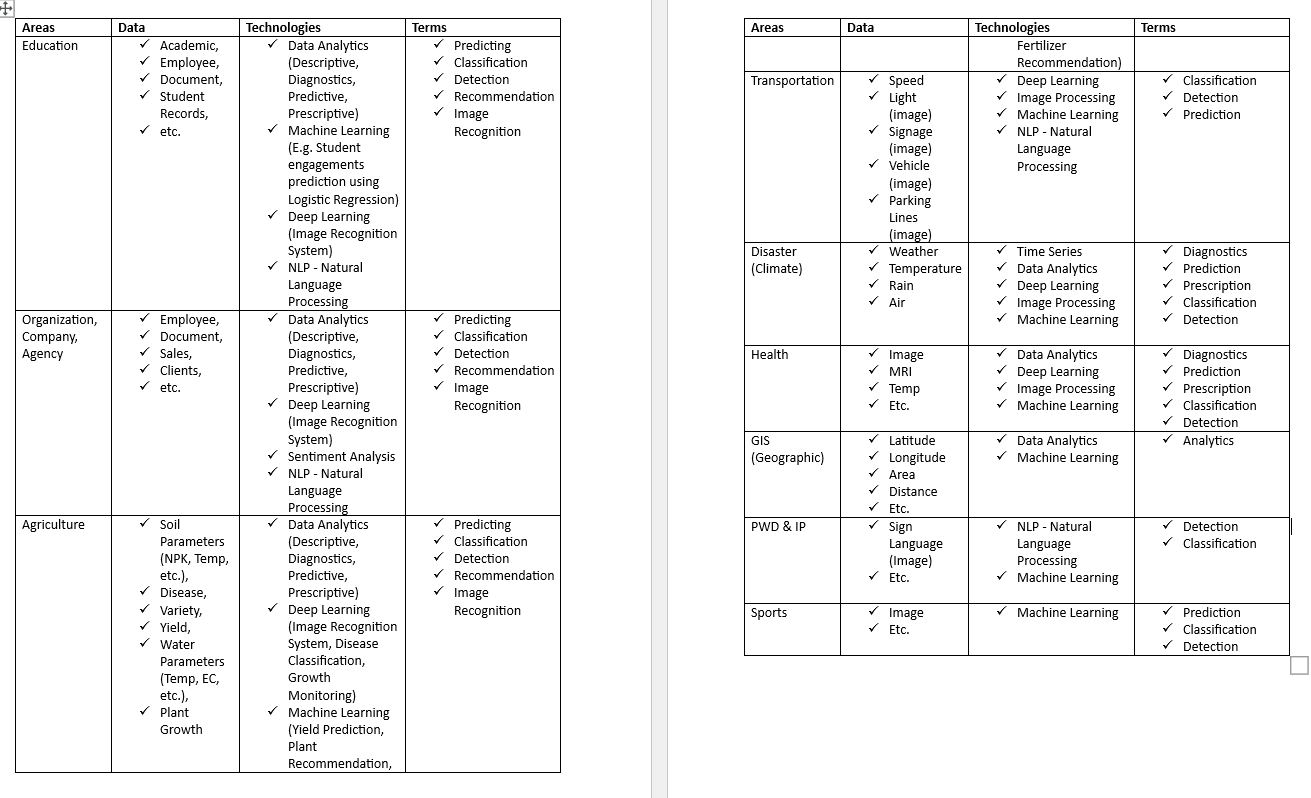 Areas Data Technologies Terms
Education
✓ Academic,
✓ Employee,
✓ Document,
✓ Student
Records,
✓ etc.
✓ Data Analytics
(Descriptive,
Diagnostics,
Predictive,
Prescriptive)
✓ Machine Learning
(E.g. Student
engagements
prediction using
Logistic Regression)
✓ Deep Learning
(Image Recognition
System)
✓ NLP - Natural
Language
Processing
✓ Predicting
✓ Classification
✓ Detection
✓ Recommendation
✓ Image
Recognition
Organization,
Company,
Agency
✓ Employee,
✓ Document,
✓ Sales,
✓ Clients,
✓ etc.
✓ Data Analytics
(Descriptive,
Diagnostics,
Predictive,
Prescriptive)
✓ Deep Learning
(Image Recognition
System)
✓ Sentiment Analysis
✓ NLP - Natural
Language
Processing
✓ Predicting
✓ Classification
✓ Detection
✓ Recommendation
✓ Image
Recognition
Agriculture
✓ Soil
Parameters
(NPK, Temp,
etc.),
✓ Disease,
✓ Variety,
✓ Yield,
✓ Water
Parameters
(Temp, EC,
etc.),
✓ Plant
Growth
✓ Data Analytics
(Descriptive,
Diagnostics,
Predictive,
Prescriptive)
✓ Deep Learning
(Image Recognition
System, Disease
Classification,
Growth
Monitoring)
✓ Machine Learning
(Yield Prediction,
Plant
Recommendation,
✓ Predicting
✓ Classification
✓ Detection
✓ Recommendation
✓ Image
Recognition
Areas Data Technologies Terms
Fertilizer
Recommendation)
Transportation
✓ Speed
✓ Light
(image)
✓ Signage
(image)
✓ Vehicle
(image)
✓ Parking
Lines
(image)
✓ Deep Learning
✓ Image Processing
✓ Machine Learning
✓ NLP - Natural
Language
Processing
✓ Classification
✓ Detection
✓ Prediction
Disaster
(Climate)
✓ Weather
✓ Temperature
✓ Rain
✓ Air
✓ Time Series
✓ Data Analytics
✓ Deep Learning
✓ Image Processing
✓ Machine Learning
✓ Diagnostics
✓ Prediction
✓ Prescription
✓ Classification
✓ Detection
Health
✓ Image
✓ MRI
✓ Temp
✓ Etc.
✓ Data Analytics
✓ Deep Learning
✓ Image Processing
✓ Machine Learning
✓ Diagnostics
✓ Prediction
✓ Prescription
✓ Classification
✓ Detection
GIS
(Geographic)
✓ Latitude
✓ Longitude
✓ Area
✓ Distance
✓ Etc.
✓ Data Analytics
✓ Machine Learning
✓ Analytics
PWD & IP
✓ Sign
Language
(Image)
✓ Etc.
✓ NLP - Natural
Language
Processing
✓ Machine Learning
✓ Detection
✓ Classification
Sports
✓ Image
✓ Etc.
✓ Machine Learning
✓ Prediction
✓ Classification
✓ Detection